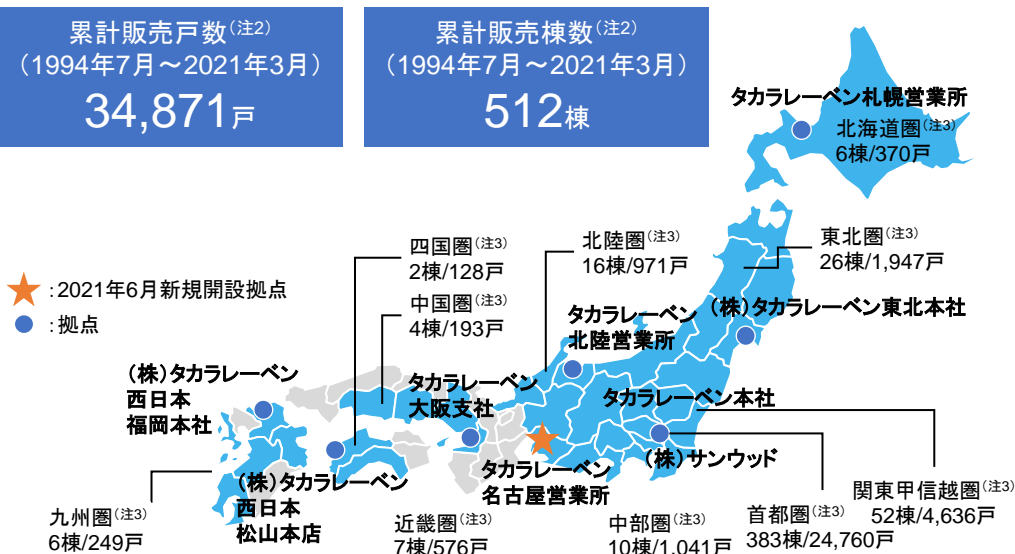 累計販売戸数(注2)
(1994年7月～2021年3月)
34,871戸
累計販売棟数(注2)
(1994年7月～2021年3月)
512棟
タカラレーベン札幌営業所
北海道圏(注3)
6棟/370戸
四国圏(注3)
2棟/128戸
北陸圏(注3)
16棟/971戸
東北圏(注3)
26棟/1,947戸
:2021年6月新規開設拠点
:拠点
中国圏(注3)
4棟/193戸
タカラレーベン
北陸営業所
(株)タカラレーベン東北本社
(株)タカラレーベン
西日本
福岡本社
タカラレーベン
大阪支社
タカラレーベン本社
(株)サンウッド
タカラレーベン
名古屋営業所
(株)タカラレーベン
西日本
松山本店
九州圏(注3)
6棟/249戸
近畿圏(注3)
7棟/576戸
中部圏(注3)
10棟/1,041戸
首都圏(注3)
383棟/24,760戸
関東甲信越圏(注3)
52棟/4,636戸